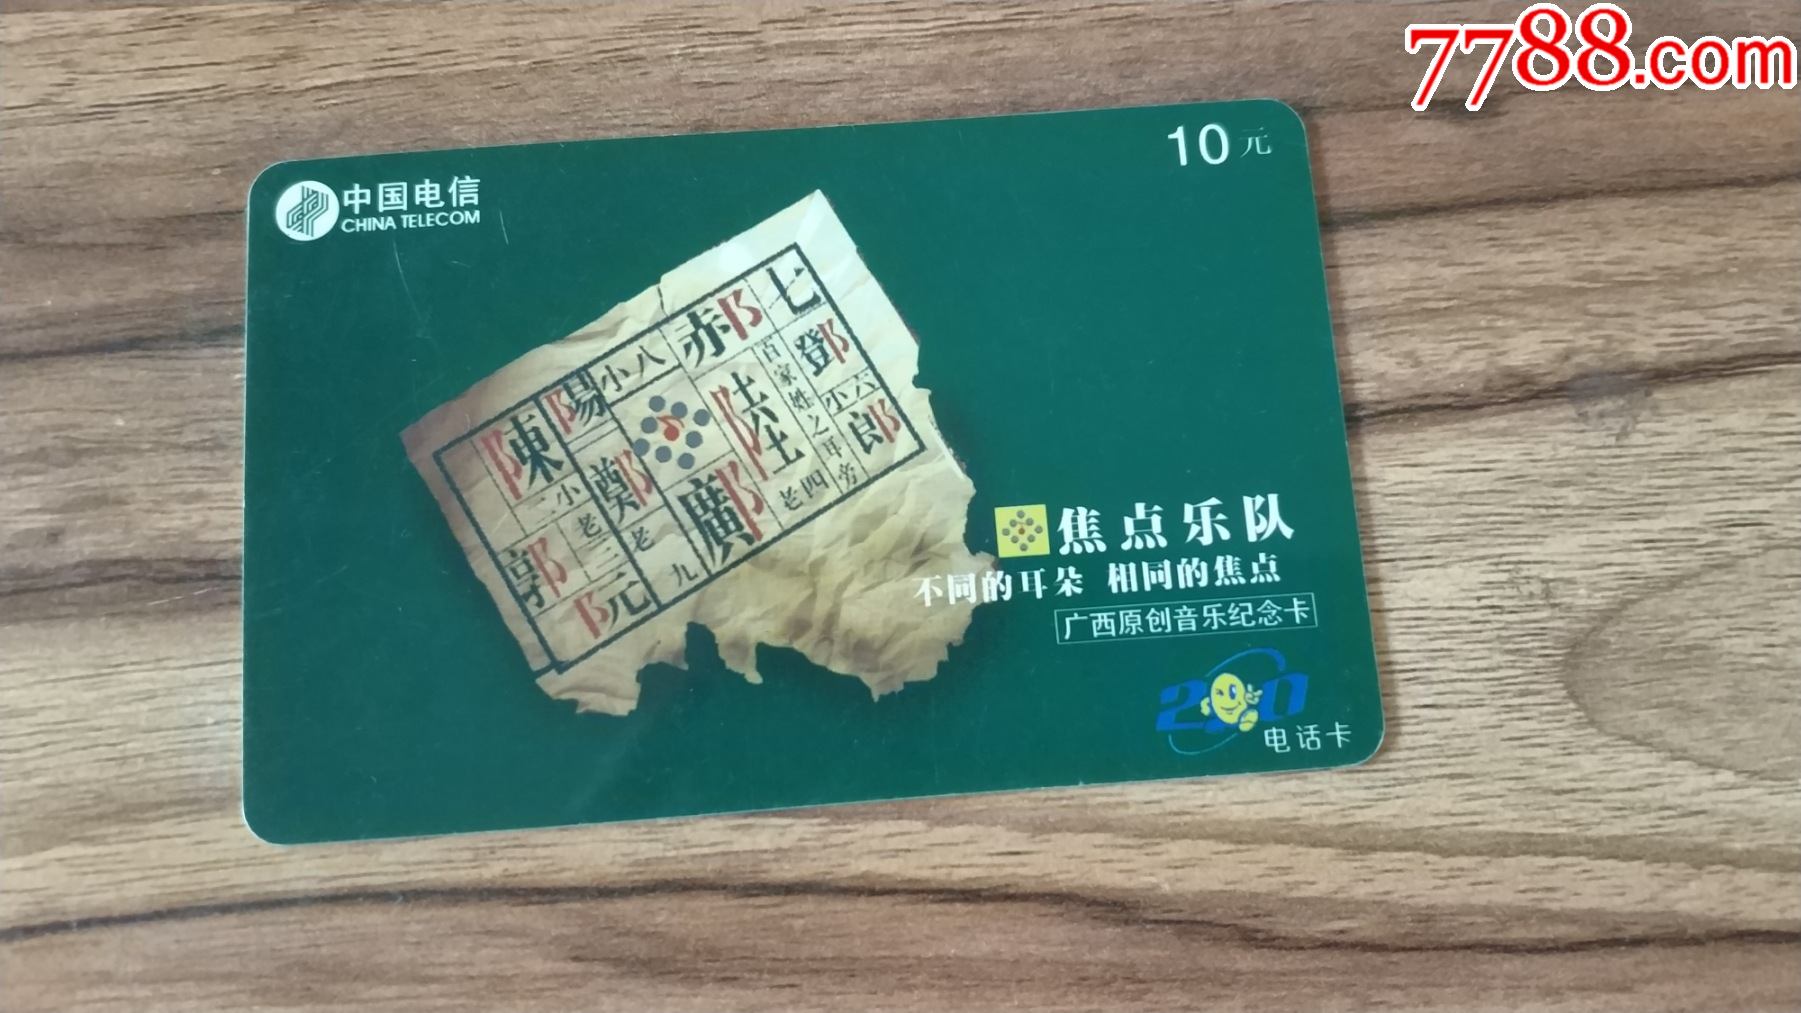 7788.com
10元
中国电信
CHINA TELECOM
七
赤阝
鄧
小八
百家姓之耳旁
小六
陽
郎
陸
陳
鄭
老四
小二
鄺
老三
老九
郭
阮
焦点乐队
不同的耳朵 相同的焦点
广西原创音乐纪念卡
200
电话卡